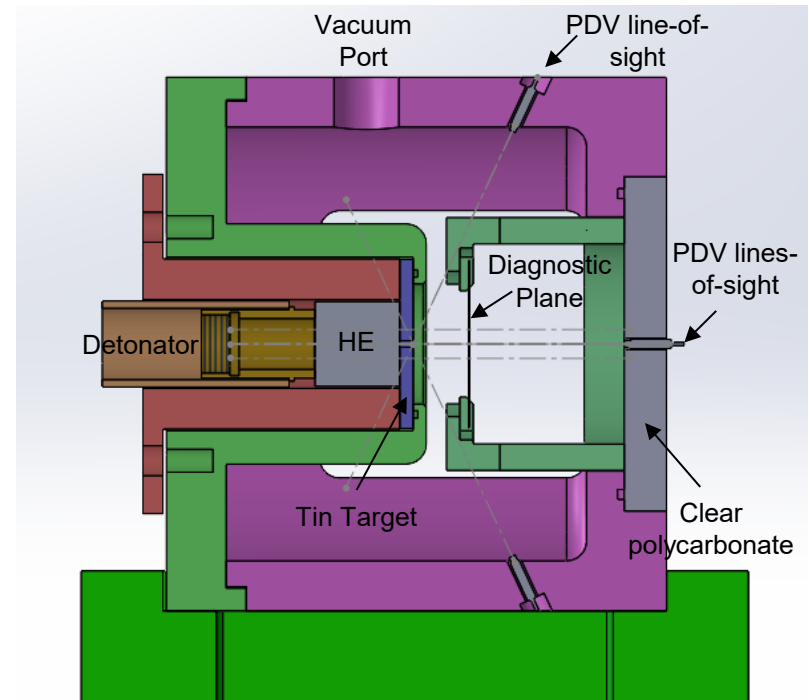 Vacuum
Port
PDV line-of-
sight
PDV lines-
of-sight
Diagnostic
Plane
Detonator
HE
Tin Target
Clear
polycarbonate